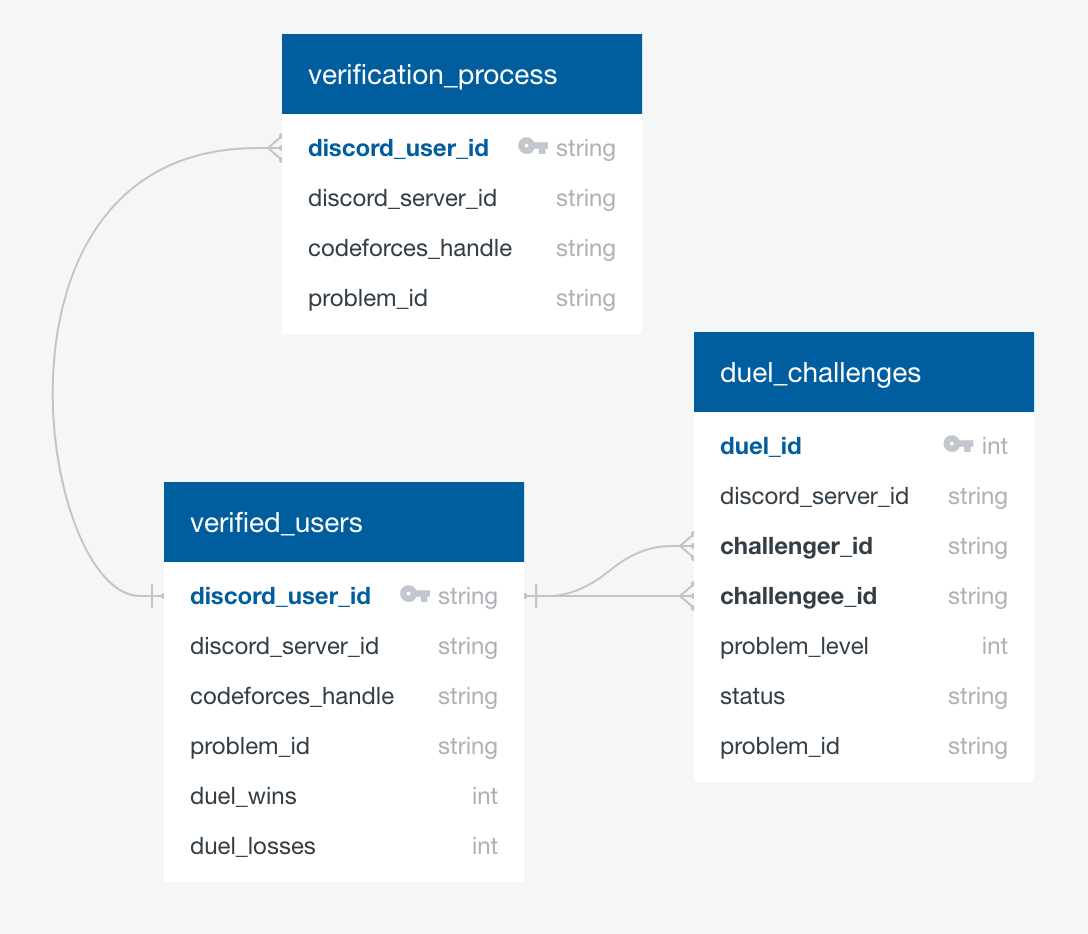 verification_process
discord_user_id string
discord_server_id string
codeforces_handle string
problem_id string
duel_challenges
duel_id int
discord_server_id string
challenger_id string
challengee_id string
problem_level int
status string
problem_id string
verified_users
discord_user_id string
discord_server_id string
codeforces_handle string
problem_id string
duel_wins int
duel_losses int